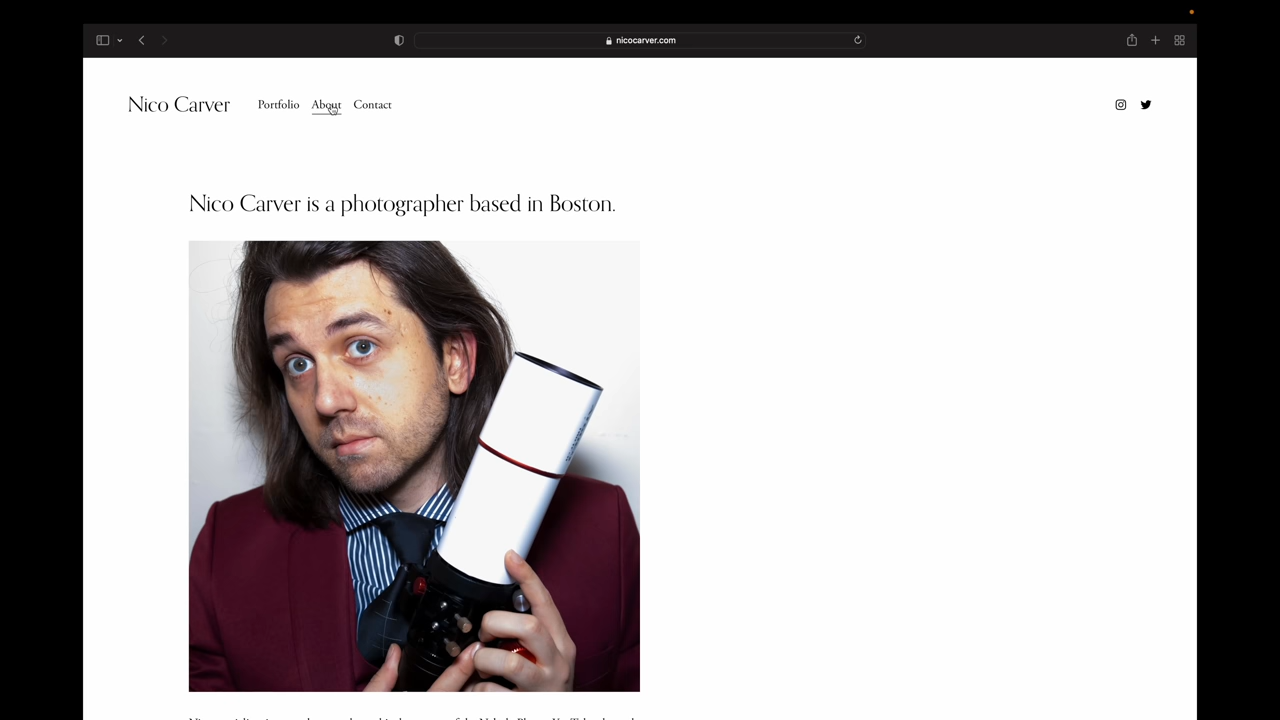 nicocarver.com
Nico Carver
Portfolio
About
Contact
Nico Carver is a photographer based in Boston.